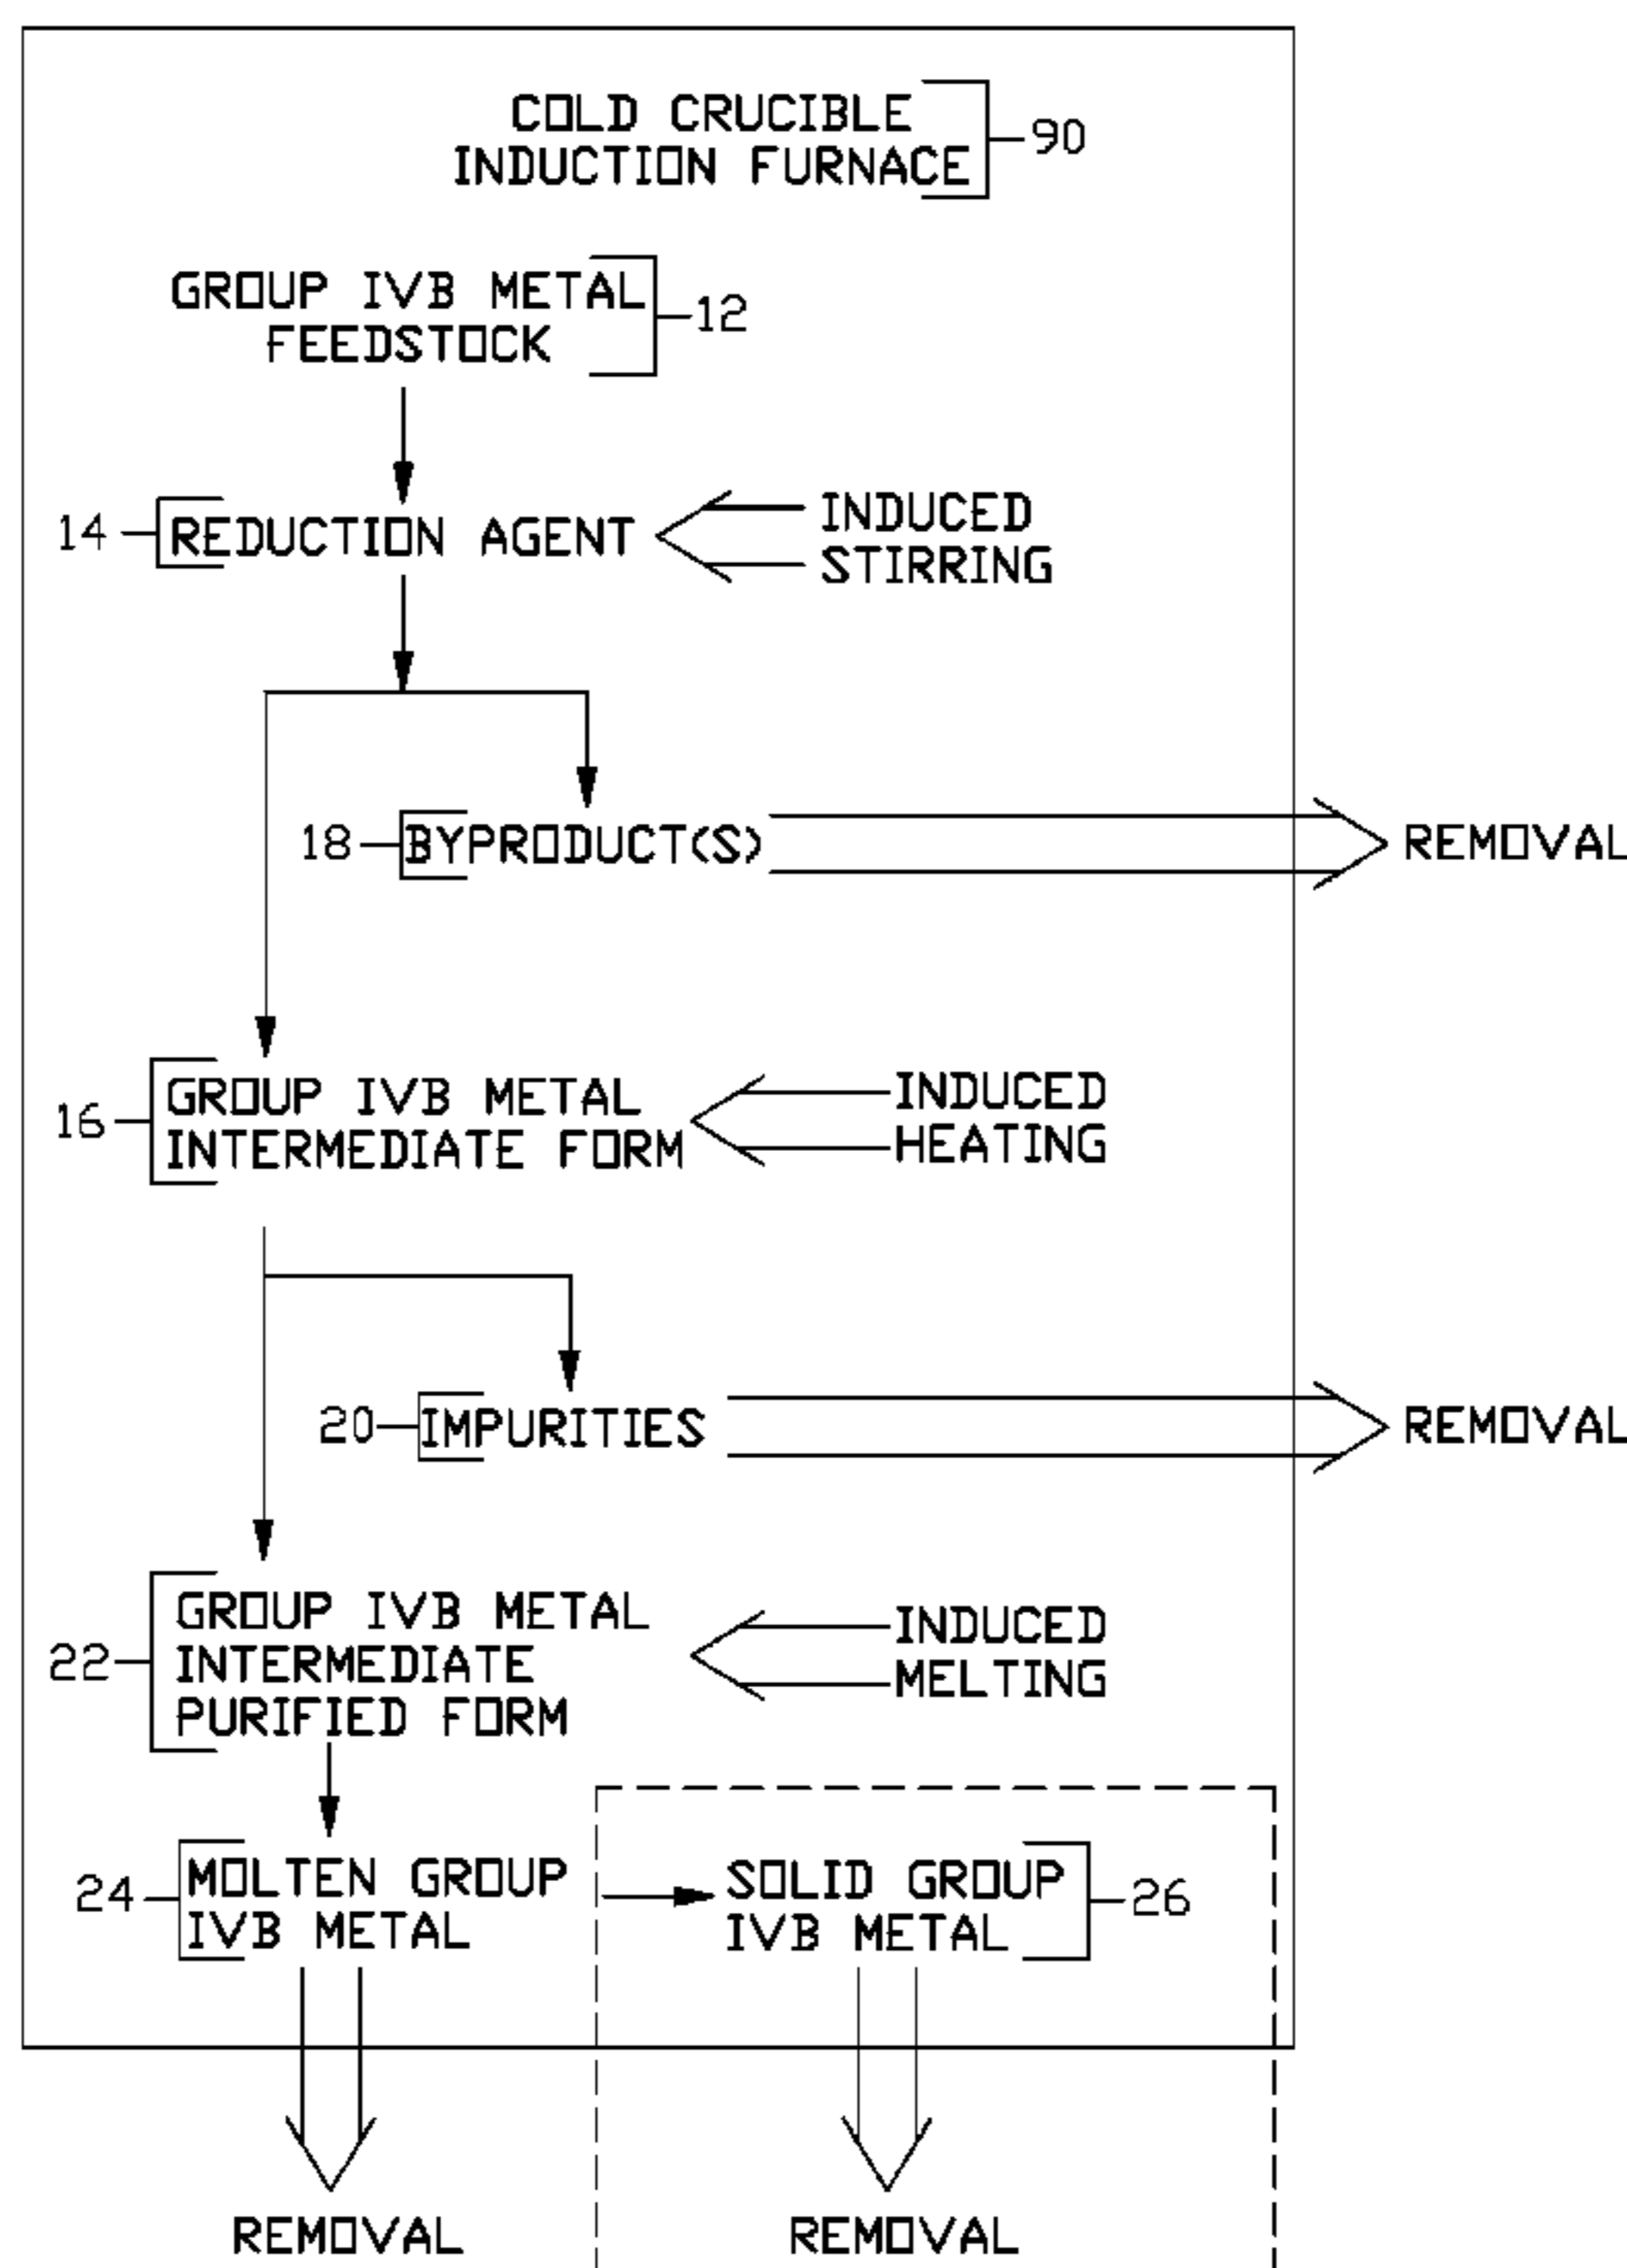 COLD CRUCIBLE
INDUCTION FURNACE
90
GROUP IVB METAL
FEEDSTOCK
12
14
REDUCTION AGENT
INDUCED
STIRRING
18
BYPRODUCT(S)
REMOVAL
16
GROUP IVB METAL
INTERMEDIATE FORM
INDUCED
HEATING
20
IMPURITIES
REMOVAL
22
GROUP IVB METAL
INTERMEDIATE
PURIFIED FORM
INDUCED
MELTING
24
MOLTEN GROUP
IVB METAL
SOLID GROUP
IVB METAL
26
REMOVAL
REMOVAL